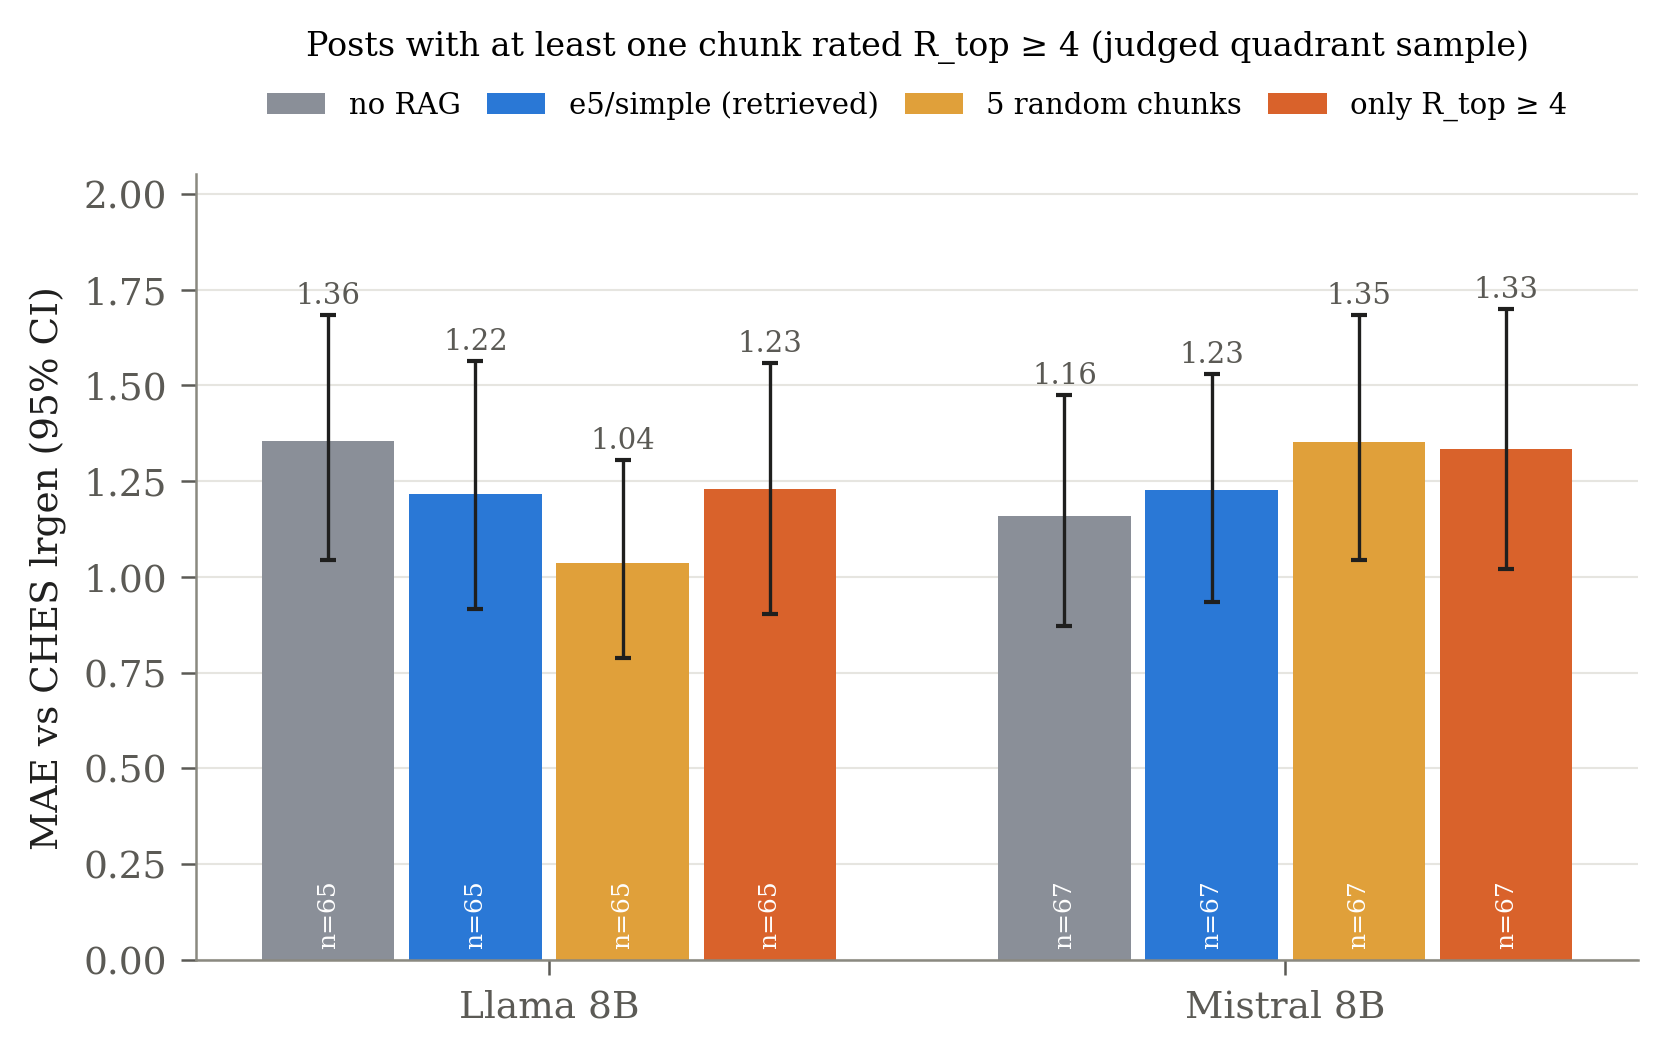 Posts with at least one chunk rated R_top ≥ 4 (judged quadrant sample)
no RAG e5/simple (retrieved) 5 random chunks only R_top ≥ 4
MAE vs CHES lrgen (95% CI)
2.00
1.75
1.50
1.25
1.00
0.75
0.50
0.25
0.00
1.36 1.22 1.04 1.23 1.16 1.23 1.35 1.33
n=65 n=65 n=65 n=65 n=67 n=67 n=67 n=67
Llama 8B Mistral 8B